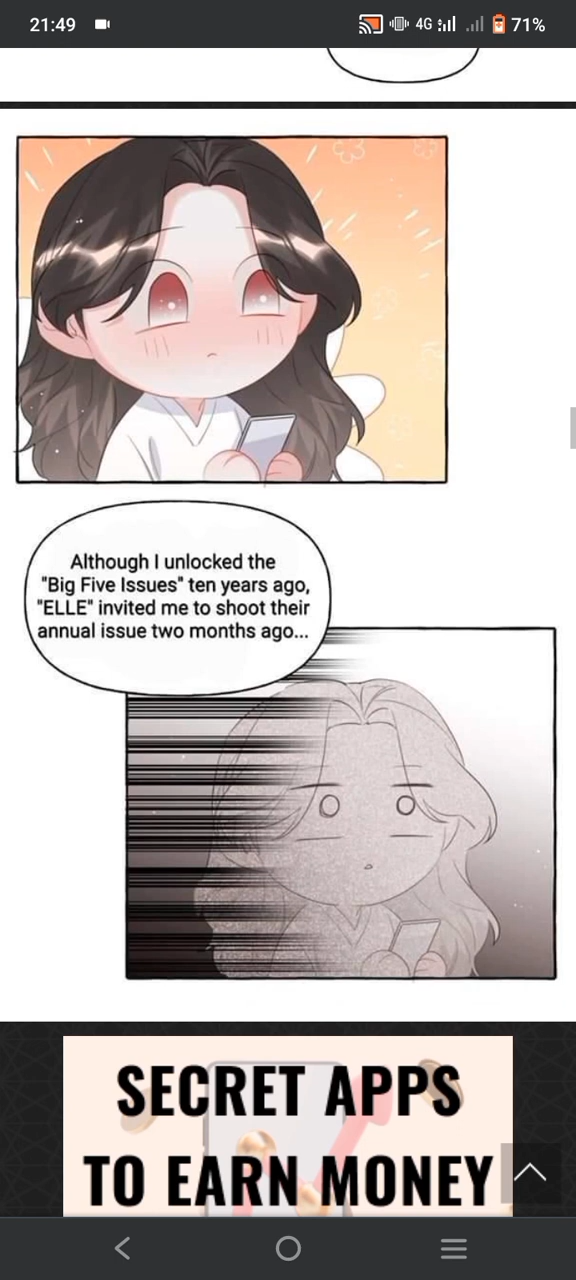 21:49
4G
71%
Although I unlocked the
"Big Five Issues" ten years ago,
"ELLE" invited me to shoot their
annual issue two months ago...
SECRET APPS
TO EARN MONEY